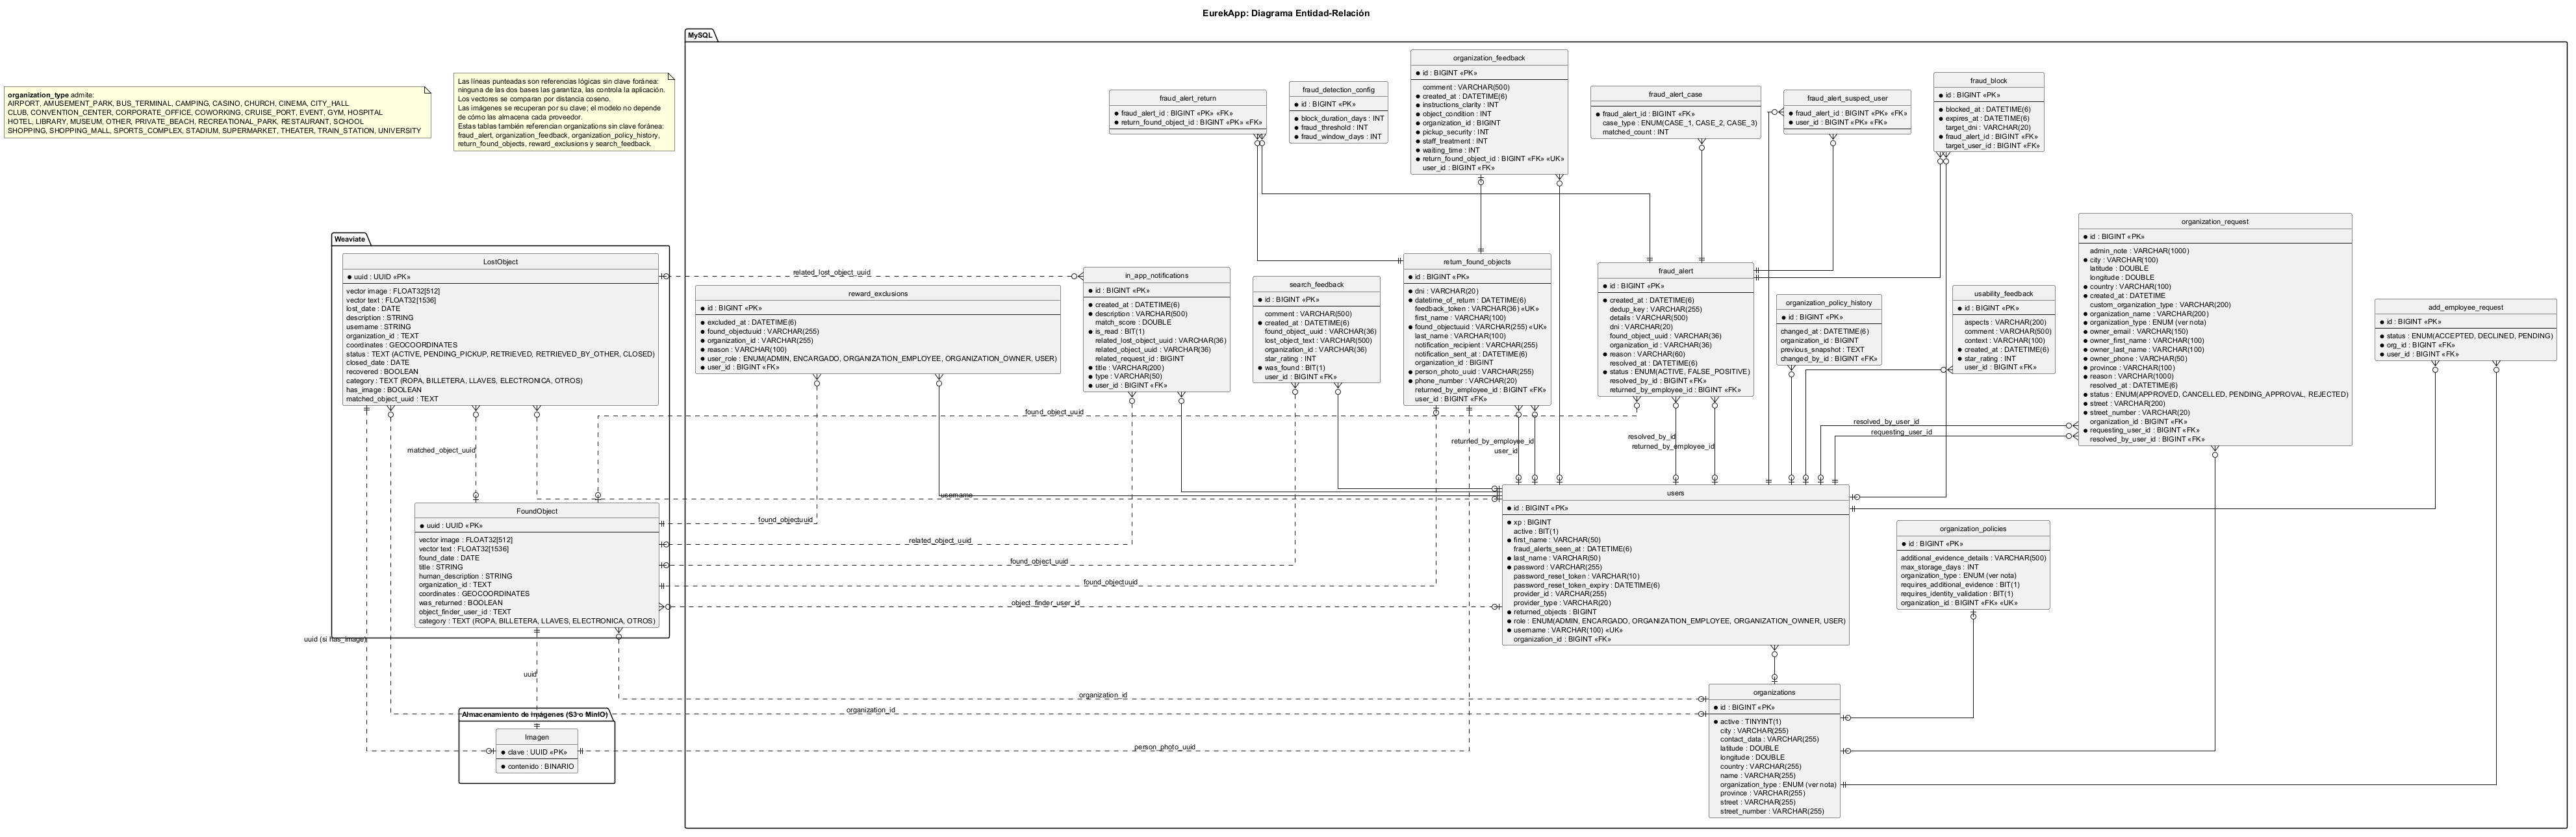 EurekApp: Diagrama Entidad-Relación
MySQL
organization_type admite:
AIRPORT, AMUSEMENT_PARK, BUS_TERMINAL, CAMPING, CASINO, CHURCH, CINEMA, CITY_HALL
CLUB, CONVENTION_CENTER, CORPORATE_OFFICE, COWORKING, CRUISE_PORT, EVENT, GYM, HOSPITAL
HOTEL, LIBRARY, MUSEUM, OTHER, PRIVATE_BEACH, RECREATIONAL_PARK, RESTAURANT, SCHOOL
SHOPPING, SHOPPING_MALL, SPORTS_COMPLEX, STADIUM, SUPERMARKET, THEATER, TRAIN_STATION, UNIVERSITY
Las líneas punteadas son referencias lógicas sin clave foránea:
ninguna de las dos bases las garantiza, las controla la aplicación.
Los vectores se comparan por distancia coseno.
Las imágenes se recuperan por su clave; el modelo no depende
de cómo las almacena cada proveedor.
Estas tablas también referencian organizations sin clave foránea:
fraud_alert, organization_feedback, organization_policy_history,
return_found_objects, reward_exclusions y search_feedback.
fraud_alert_return
fraud_alert_id : BIGINT «PK» «FK»
return_found_object_id : BIGINT «PK» «FK»
fraud_detection_config
id : BIGINT «PK»
block_duration_days : INT
fraud_threshold : INT
fraud_window_days : INT
organization_feedback
id : BIGINT «PK»
comment : VARCHAR(500)
created_at : DATETIME(6)
instructions_clarity : INT
object_condition : INT
organization_id : BIGINT
pickup_security : INT
staff_treatment : INT
waiting_time : INT
return_found_object_id : BIGINT «FK» «UK»
user_id : BIGINT «FK»
fraud_alert_case
fraud_alert_id : BIGINT «FK»
case_type : ENUM(CASE_1, CASE_2, CASE_3)
matched_count : INT
fraud_alert_suspect_user
fraud_alert_id : BIGINT «PK» «FK»
user_id : BIGINT «PK» «FK»
fraud_block
id : BIGINT «PK»
blocked_at : DATETIME(6)
expires_at : DATETIME(6)
target_dni : VARCHAR(20)
fraud_alert_id : BIGINT «FK»
target_user_id : BIGINT «FK»
organization_request
id : BIGINT «PK»
admin_note : VARCHAR(1000)
city : VARCHAR(100)
latitude : DOUBLE
longitude : DOUBLE
country : VARCHAR(100)
created_at : DATETIME
custom_organization_type : VARCHAR(200)
organization_name : VARCHAR(200)
organization_type : ENUM (ver nota)
owner_email : VARCHAR(150)
owner_first_name : VARCHAR(100)
owner_last_name : VARCHAR(100)
owner_phone : VARCHAR(50)
province : VARCHAR(100)
reason : VARCHAR(1000)
resolved_at : DATETIME(6)
status : ENUM(APPROVED, CANCELLED, PENDING_APPROVAL, REJECTED)
street : VARCHAR(200)
street_number : VARCHAR(20)
organization_id : BIGINT «FK»
requesting_user_id : BIGINT «FK»
resolved_by_user_id : BIGINT «FK»
Weaviate
LostObject
uuid : UUID «PK»
vector image : FLOAT32[512]
vector text : FLOAT32[1536]
lost_date : DATE
description : STRING
username : STRING
organization_id : TEXT
coordinates : GEOCOORDINATES
status : TEXT (ACTIVE, PENDING_PICKUP, RETRIEVED, RETRIEVED_BY_OTHER, CLOSED)
closed_date : DATE
recovered : BOOLEAN
category : TEXT (ROPA, BILLETERA, LLAVES, ELECTRONICA, OTROS)
has_image : BOOLEAN
matched_object_uuid : TEXT
related_lost_object_uuid
reward_exclusions
id : BIGINT «PK»
excluded_at : DATETIME(6)
found_objectuuid : VARCHAR(255)
organization_id : VARCHAR(255)
reason : VARCHAR(100)
user_role : ENUM(ADMIN, ENCARGADO, ORGANIZATION_EMPLOYEE, ORGANIZATION_OWNER, USER)
user_id : BIGINT «FK»
in_app_notifications
id : BIGINT «PK»
created_at : DATETIME(6)
description : VARCHAR(500)
match_score : DOUBLE
is_read : BIT(1)
related_lost_object_uuid : VARCHAR(36)
related_object_uuid : VARCHAR(36)
related_request_id : BIGINT
title : VARCHAR(200)
type : VARCHAR(50)
user_id : BIGINT «FK»
search_feedback
id : BIGINT «PK»
comment : VARCHAR(500)
created_at : DATETIME(6)
found_object_uuid : VARCHAR(36)
lost_object_text : VARCHAR(500)
organization_id : VARCHAR(36)
star_rating : INT
was_found : BIT(1)
user_id : BIGINT «FK»
return_found_objects
id : BIGINT «PK»
dni : VARCHAR(20)
datetime_of_return : DATETIME(6)
feedback_token : VARCHAR(36) «UK»
first_name : VARCHAR(100)
found_objectuuid : VARCHAR(255) «UK»
last_name : VARCHAR(100)
notification_recipient : VARCHAR(255)
notification_sent_at : DATETIME(6)
organization_id : BIGINT
person_photo_uuid : VARCHAR(255)
phone_number : VARCHAR(20)
returned_by_employee_id : BIGINT «FK»
user_id : BIGINT «FK»
fraud_alert
id : BIGINT «PK»
created_at : DATETIME(6)
dedup_key : VARCHAR(255)
details : VARCHAR(500)
dni : VARCHAR(20)
found_object_uuid : VARCHAR(36)
organization_id : VARCHAR(36)
reason : VARCHAR(60)
resolved_at : DATETIME(6)
status : ENUM(ACTIVE, FALSE_POSITIVE)
resolved_by_id : BIGINT «FK»
returned_by_employee_id : BIGINT «FK»
organization_policy_history
id : BIGINT «PK»
changed_at : DATETIME(6)
organization_id : BIGINT
previous_snapshot : TEXT
changed_by_id : BIGINT «FK»
usability_feedback
id : BIGINT «PK»
aspects : VARCHAR(200)
comment : VARCHAR(500)
context : VARCHAR(100)
created_at : DATETIME(6)
star_rating : INT
user_id : BIGINT «FK»
add_employee_request
id : BIGINT «PK»
status : ENUM(ACCEPTED, DECLINED, PENDING)
org_id : BIGINT «FK»
user_id : BIGINT «FK»
found_object_uuid
matched_object_uuid
returned_by_employee_id
user_id
resolved_by_id
returned_by_employee_id
resolved_by_user_id
requesting_user_id
username
FoundObject
uuid : UUID «PK»
vector image : FLOAT32[512]
vector text : FLOAT32[1536]
found_date : DATE
title : STRING
human_description : STRING
organization_id : TEXT
coordinates : GEOCOORDINATES
was_returned : BOOLEAN
object_finder_user_id : TEXT
category : TEXT (ROPA, BILLETERA, LLAVES, ELECTRONICA, OTROS)
found_objectuuid
related_object_uuid
found_object_uuid
found_objectuuid
object_finder_user_id
users
id : BIGINT «PK»
xp : BIGINT
active : BIT(1)
first_name : VARCHAR(50)
fraud_alerts_seen_at : DATETIME(6)
last_name : VARCHAR(50)
password : VARCHAR(255)
password_reset_token : VARCHAR(10)
password_reset_token_expiry : DATETIME(6)
provider_id : VARCHAR(255)
provider_type : VARCHAR(20)
returned_objects : BIGINT
role : ENUM(ADMIN, ENCARGADO, ORGANIZATION_EMPLOYEE, ORGANIZATION_OWNER, USER)
username : VARCHAR(100) «UK»
organization_id : BIGINT «FK»
organization_policies
id : BIGINT «PK»
additional_evidence_details : VARCHAR(500)
max_storage_days : INT
organization_type : ENUM (ver nota)
requires_additional_evidence : BIT(1)
requires_identity_validation : BIT(1)
organization_id : BIGINT «FK» «UK»
uuid (si has_image)
uuid
organization_id
organization_id
Almacenamiento de Imágenes (S3 o MinIO)
Imagen
clave : UUID «PK»
contenido : BINARIO
person_photo_uuid
organizations
id : BIGINT «PK»
active : TINYINT(1)
city : VARCHAR(255)
contact_data : VARCHAR(255)
latitude : DOUBLE
longitude : DOUBLE
country : VARCHAR(255)
name : VARCHAR(255)
organization_type : ENUM (ver nota)
province : VARCHAR(255)
street : VARCHAR(255)
street_number : VARCHAR(255)